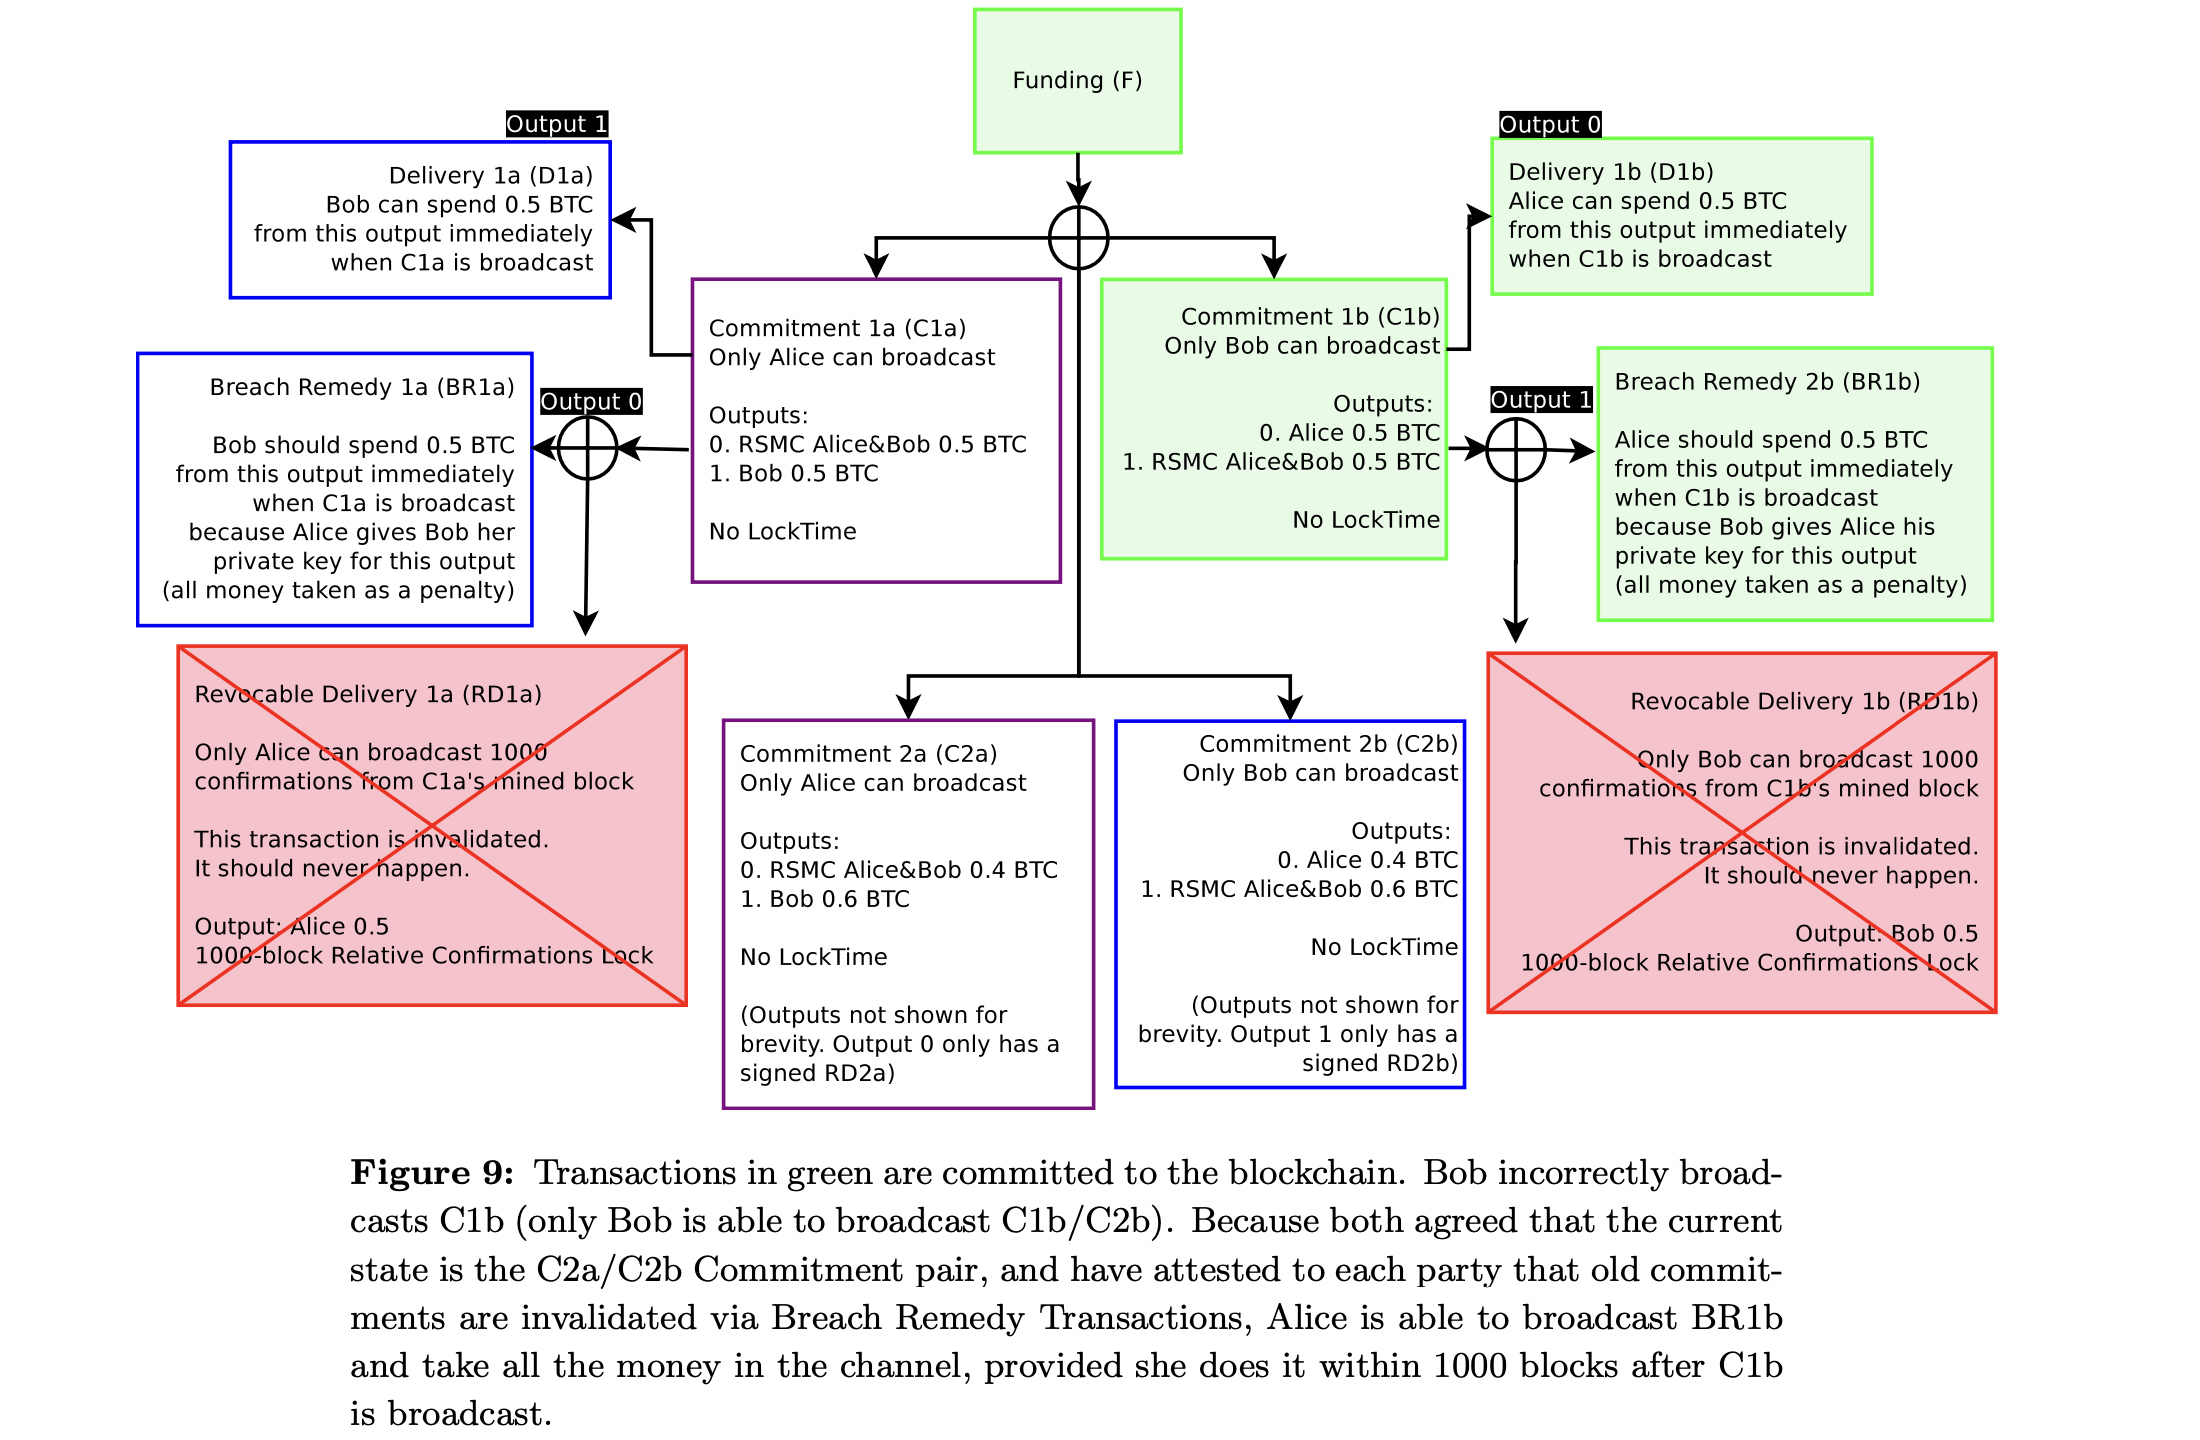 Funding (F)
Output 1
Delivery 1a (D1a)
Bob can spend 0.5 BTC
from this output immediately
when C1a is broadcast
Output 0
Delivery 1b (D1b)
Alice can spend 0.5 BTC
from this output immediately
when C1b is broadcast
Commitment 1a (C1a)
Only Alice can broadcast
Outputs:
0. RSMC Alice&Bob 0.5 BTC
1. Bob 0.5 BTC
No LockTime
Commitment 1b (C1b)
Only Bob can broadcast
Outputs:
0. Alice 0.5 BTC
1. RSMC Alice&Bob 0.5 BTC
No LockTime
Output 0
Breach Remedy 1a (BR1a)
Bob should spend 0.5 BTC
from this output immediately
when C1a is broadcast
because Alice gives Bob her
private key for this output
(all money taken as a penalty)
Output 1
Breach Remedy 2b (BR1b)
Alice should spend 0.5 BTC
from this output immediately
when C1b is broadcast
because Bob gives Alice his
private key for this output
(all money taken as a penalty)
Revocable Delivery 1a (RD1a)
Only Alice can broadcast 1000
confirmations from C1a's mined block
This transaction is invalidated.
It should never happen.
Output: Alice 0.5
1000-block Relative Confirmations Lock
Commitment 2a (C2a)
Only Alice can broadcast
Outputs:
0. RSMC Alice&Bob 0.4 BTC
1. Bob 0.6 BTC
No LockTime
(Outputs not shown for
brevity. Output 0 only has a
signed RD2a)
Commitment 2b (C2b)
Only Bob can broadcast
Outputs:
0. Alice 0.4 BTC
1. RSMC Alice&Bob 0.6 BTC
No LockTime
(Outputs not shown for
brevity. Output 1 only has a
signed RD2b)
Revocable Delivery 1b (RD1b)
Only Bob can broadcast 1000
confirmations from C1b's mined block
This transaction is invalidated.
It should never happen.
Output: Bob 0.5
1000-block Relative Confirmations Lock
Figure 9: Transactions in green are committed to the blockchain. Bob incorrectly broad-
casts C1b (only Bob is able to broadcast C1b/C2b). Because both agreed that the current
state is the C2a/C2b Commitment pair, and have attested to each party that old commit-
ments are invalidated via Breach Remedy Transactions, Alice is able to broadcast BR1b
and take all the money in the channel, provided she does it within 1000 blocks after C1b
is broadcast.